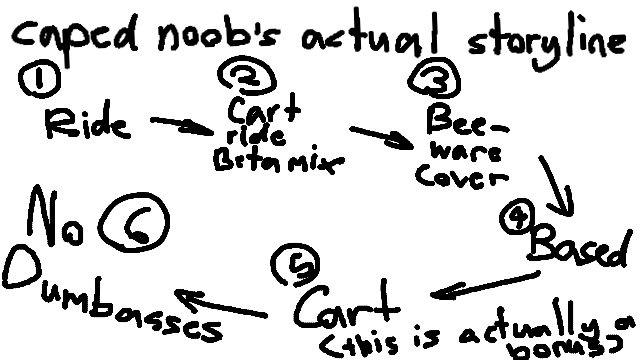 caped noob's actual storyline
1
Ride
2
Cart
ride
Betamix
3
Bee-
ware
cover
4
Based
5
Cart
(this is actually a
bonus)
No 6
Dumbasses